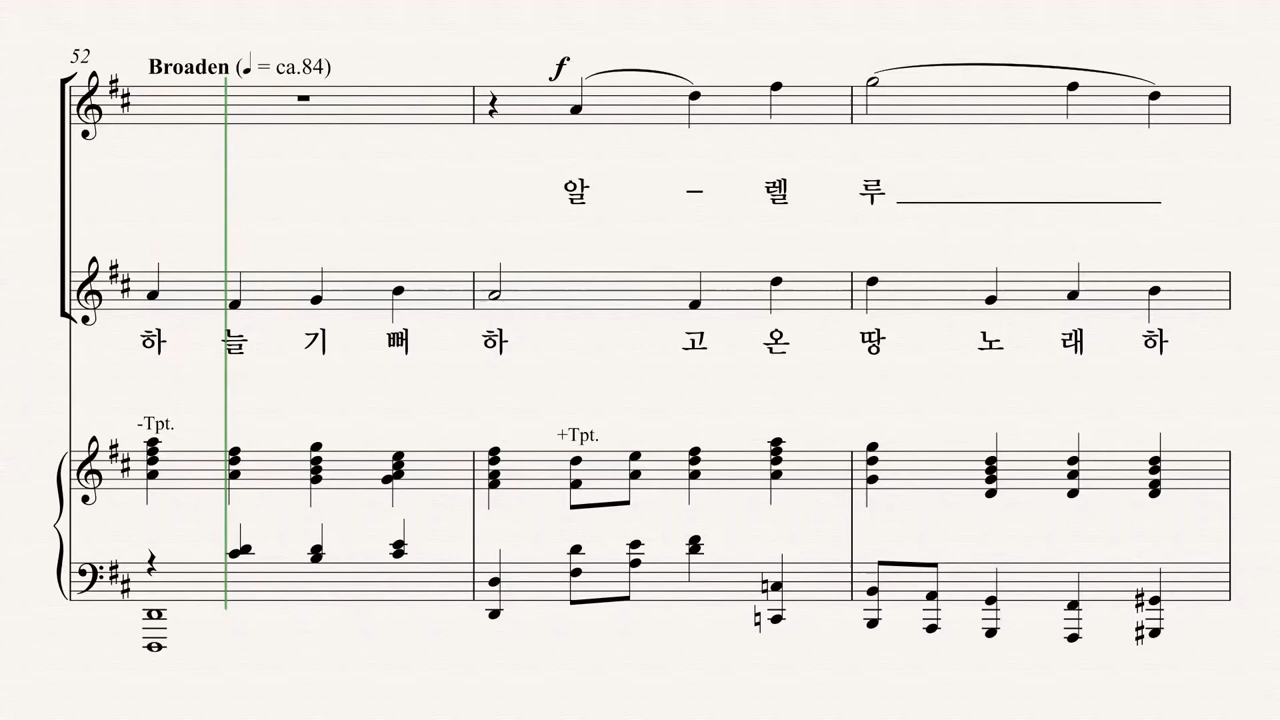 52
Broaden (♩ = ca.84)
f
알 – 렐 루
하 늘 기 뻐 하 고 온 땅 노 래 하
-Tpt.
+Tpt.